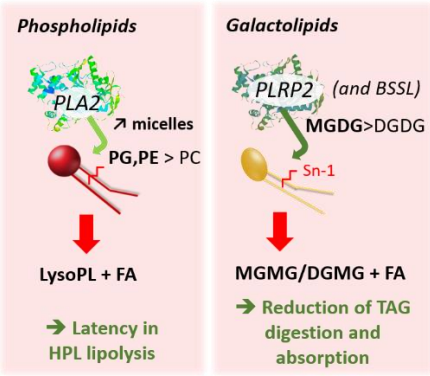 Phospholipids
PLA2
↗ micelles
PG,PE > PC
LysoPL + FA
➔ Latency in
HPL lipolysis
Galactolipids
PLRP2 (and BSSL)
MGDG>DGDG
Sn-1
MGMG/DGMG + FA
➔ Reduction of TAG
digestion and
absorption